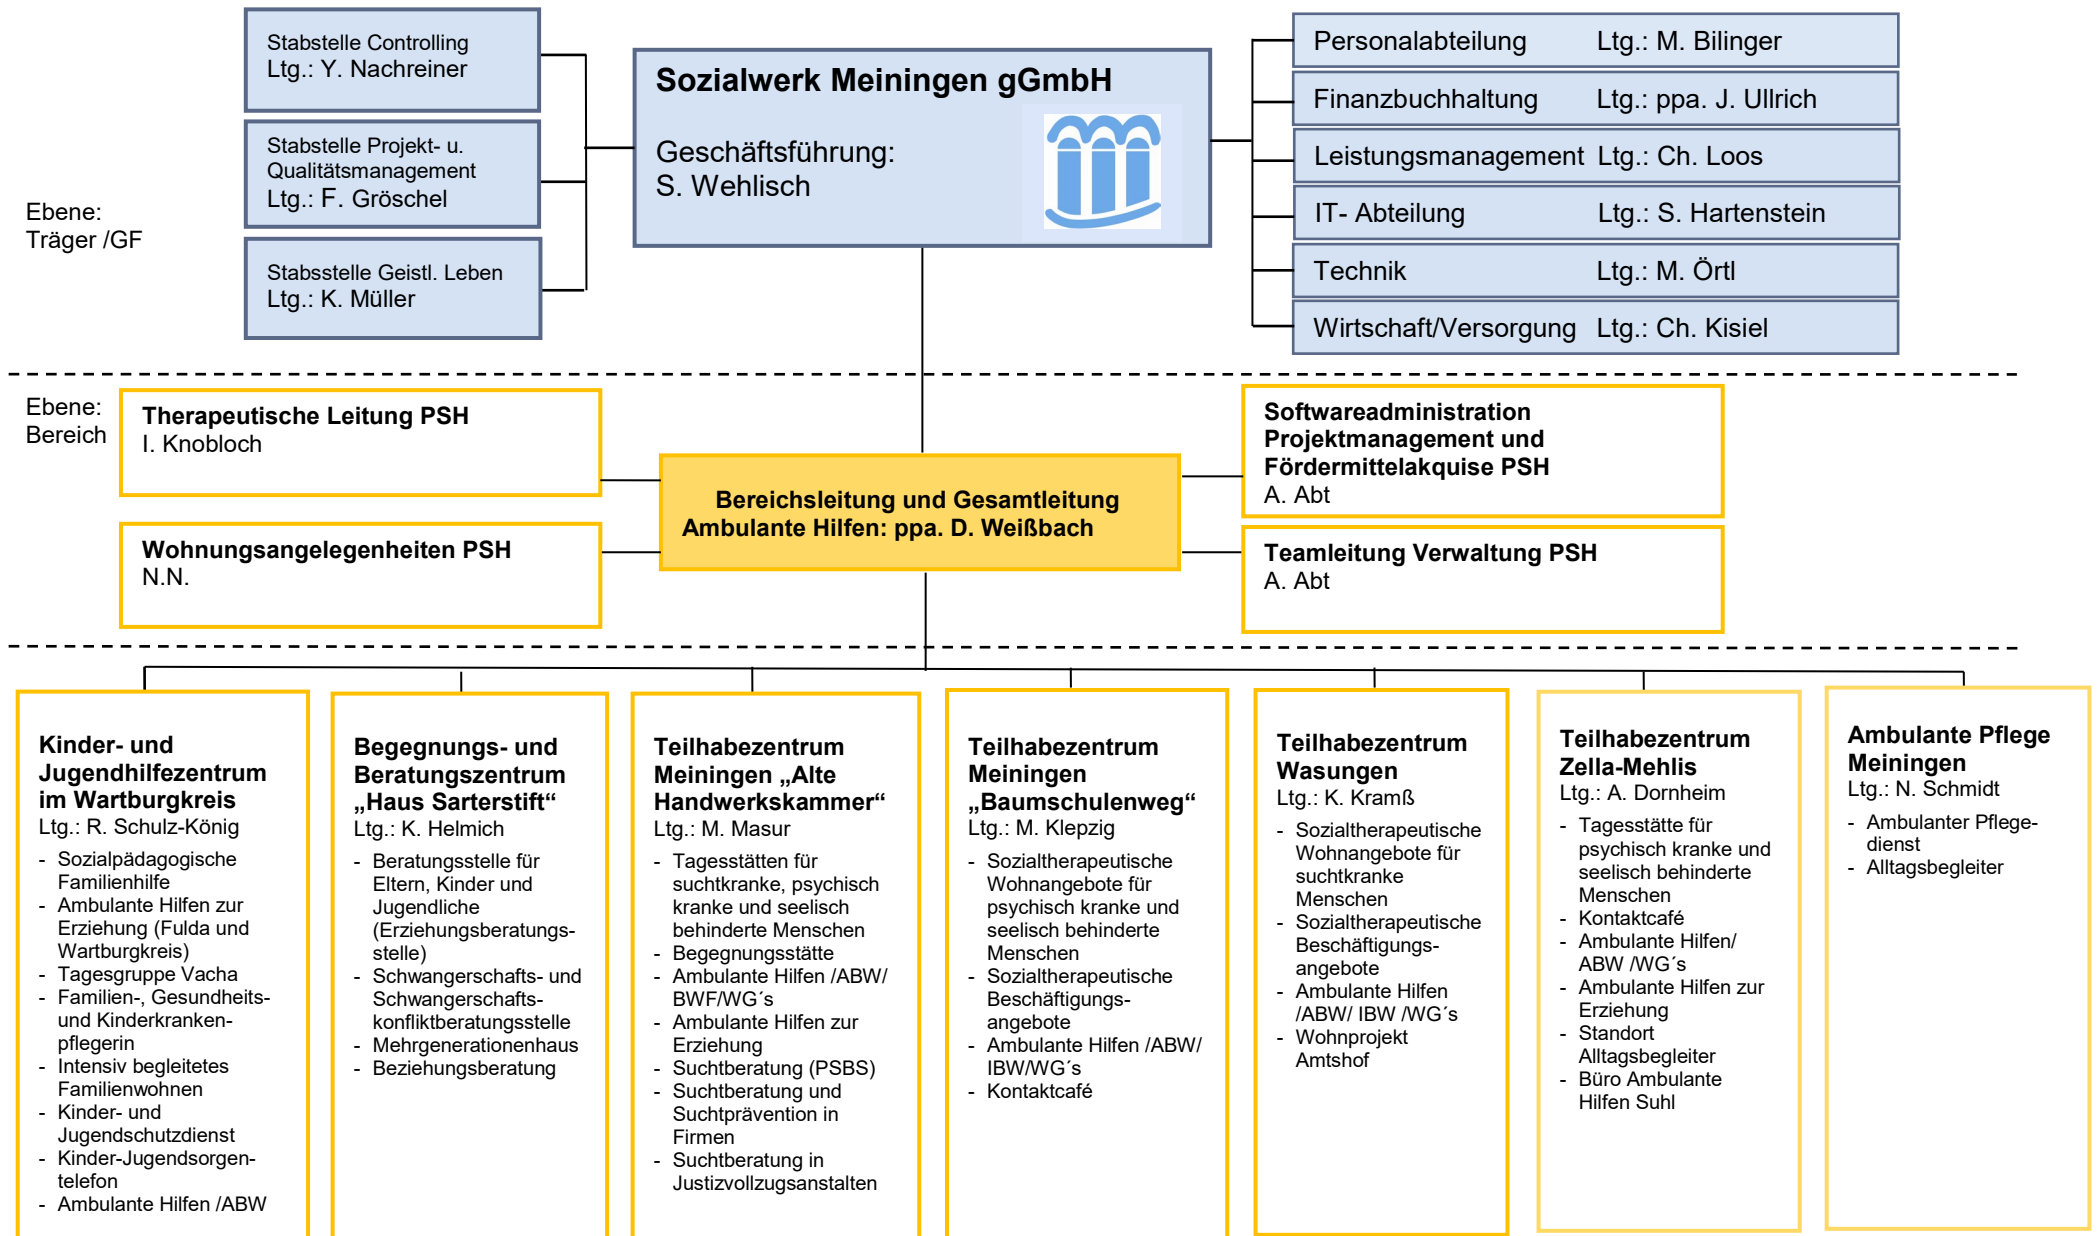 Stabstelle Controlling
Ltg.: Y. Nachreiner
Stabstelle Projekt- u.
Qualitätsmanagement
Ltg.: F. Gröschel
Stabsstelle Geistl. Leben
Ltg.: K. Müller
Ebene:
Träger /GF
Sozialwerk Meiningen gGmbH
Geschäftsführung:
S. Wehlisch
Personalabteilung Ltg.: M. Bilinger
Finanzbuchhaltung Ltg.: ppa. J. Ullrich
Leistungsmanagement Ltg.: Ch. Loos
IT- Abteilung Ltg.: S. Hartenstein
Technik Ltg.: M. Örtl
Wirtschaft/Versorgung Ltg.: Ch. Kisiel
Ebene:
Bereich
Therapeutische Leitung PSH
I. Knobloch
Wohnungsangelegenheiten PSH
N.N.
Bereichsleitung und Gesamtleitung
Ambulante Hilfen: ppa. D. Weißbach
Softwareadministration
Projektmanagement und
Fördermittelakquise PSH
A. Abt
Teamleitung Verwaltung PSH
A. Abt
Kinder- und
Jugendhilfezentrum
im Wartburgkreis
Ltg.: R. Schulz-König
- Sozialpädagogische
Familienhilfe
- Ambulante Hilfen zur
Erziehung (Fulda und
Wartburgkreis)
- Tagesgruppe Vacha
- Familien-, Gesundheits-
und Kinderkranken-
pflegerin
- Intensiv begleitetes
Familienwohnen
- Kinder- und
Jugendschutzdienst
- Kinder-Jugendsorgen-
telefon
- Ambulante Hilfen /ABW
Begegnungs- und
Beratungszentrum
„Haus Sarterstift“
Ltg.: K. Helmich
- Beratungsstelle für
Eltern, Kinder und
Jugendliche
(Erziehungsberatungs-
stelle)
- Schwangerschafts- und
Schwangerschafts-
konfliktberatungsstelle
- Mehrgenerationenhaus
- Beziehungsberatung
Teilhabezentrum
Meiningen „Alte
Handwerkskammer“
Ltg.: M. Masur
- Tagesstätten für
suchtkranke, psychisch
kranke und seelisch
behinderte Menschen
- Begegnungsstätte
- Ambulante Hilfen /ABW/
BWF/WG´s
- Ambulante Hilfen zur
Erziehung
- Suchtberatung (PSBS)
- Suchtberatung und
Suchtprävention in
Firmen
- Suchtberatung in
Justizvollzugsanstalten
Teilhabezentrum
Meiningen
„Baumschulenweg“
Ltg.: M. Klepzig
- Sozialtherapeutische
Wohnangebote für
psychisch kranke und
seelisch behinderte
Menschen
- Sozialtherapeutische
Beschäftigungs-
angebote
- Ambulante Hilfen /ABW/
IBW/WG´s
- Kontaktcafé
Teilhabezentrum
Wasungen
Ltg.: K. Kramß
- Sozialtherapeutische
Wohnangebote für
suchtkranke
Menschen
- Sozialtherapeutische
Beschäftigungs-
angebote
- Ambulante Hilfen
/ABW/ IBW /WG´s
- Wohnprojekt
Amtshof
Teilhabezentrum
Zella-Mehlis
Ltg.: A. Dornheim
- Tagesstätte für
psychisch kranke und
seelisch behinderte
Menschen
- Kontaktcafé
- Ambulante Hilfen/
ABW /WG´s
- Ambulante Hilfen zur
Erziehung
- Standort
Alltagsbegleiter
- Büro Ambulante
Hilfen Suhl
Ambulante Pflege
Meiningen
Ltg.: N. Schmidt
- Ambulanter Pflege-
dienst
- Alltagsbegleiter